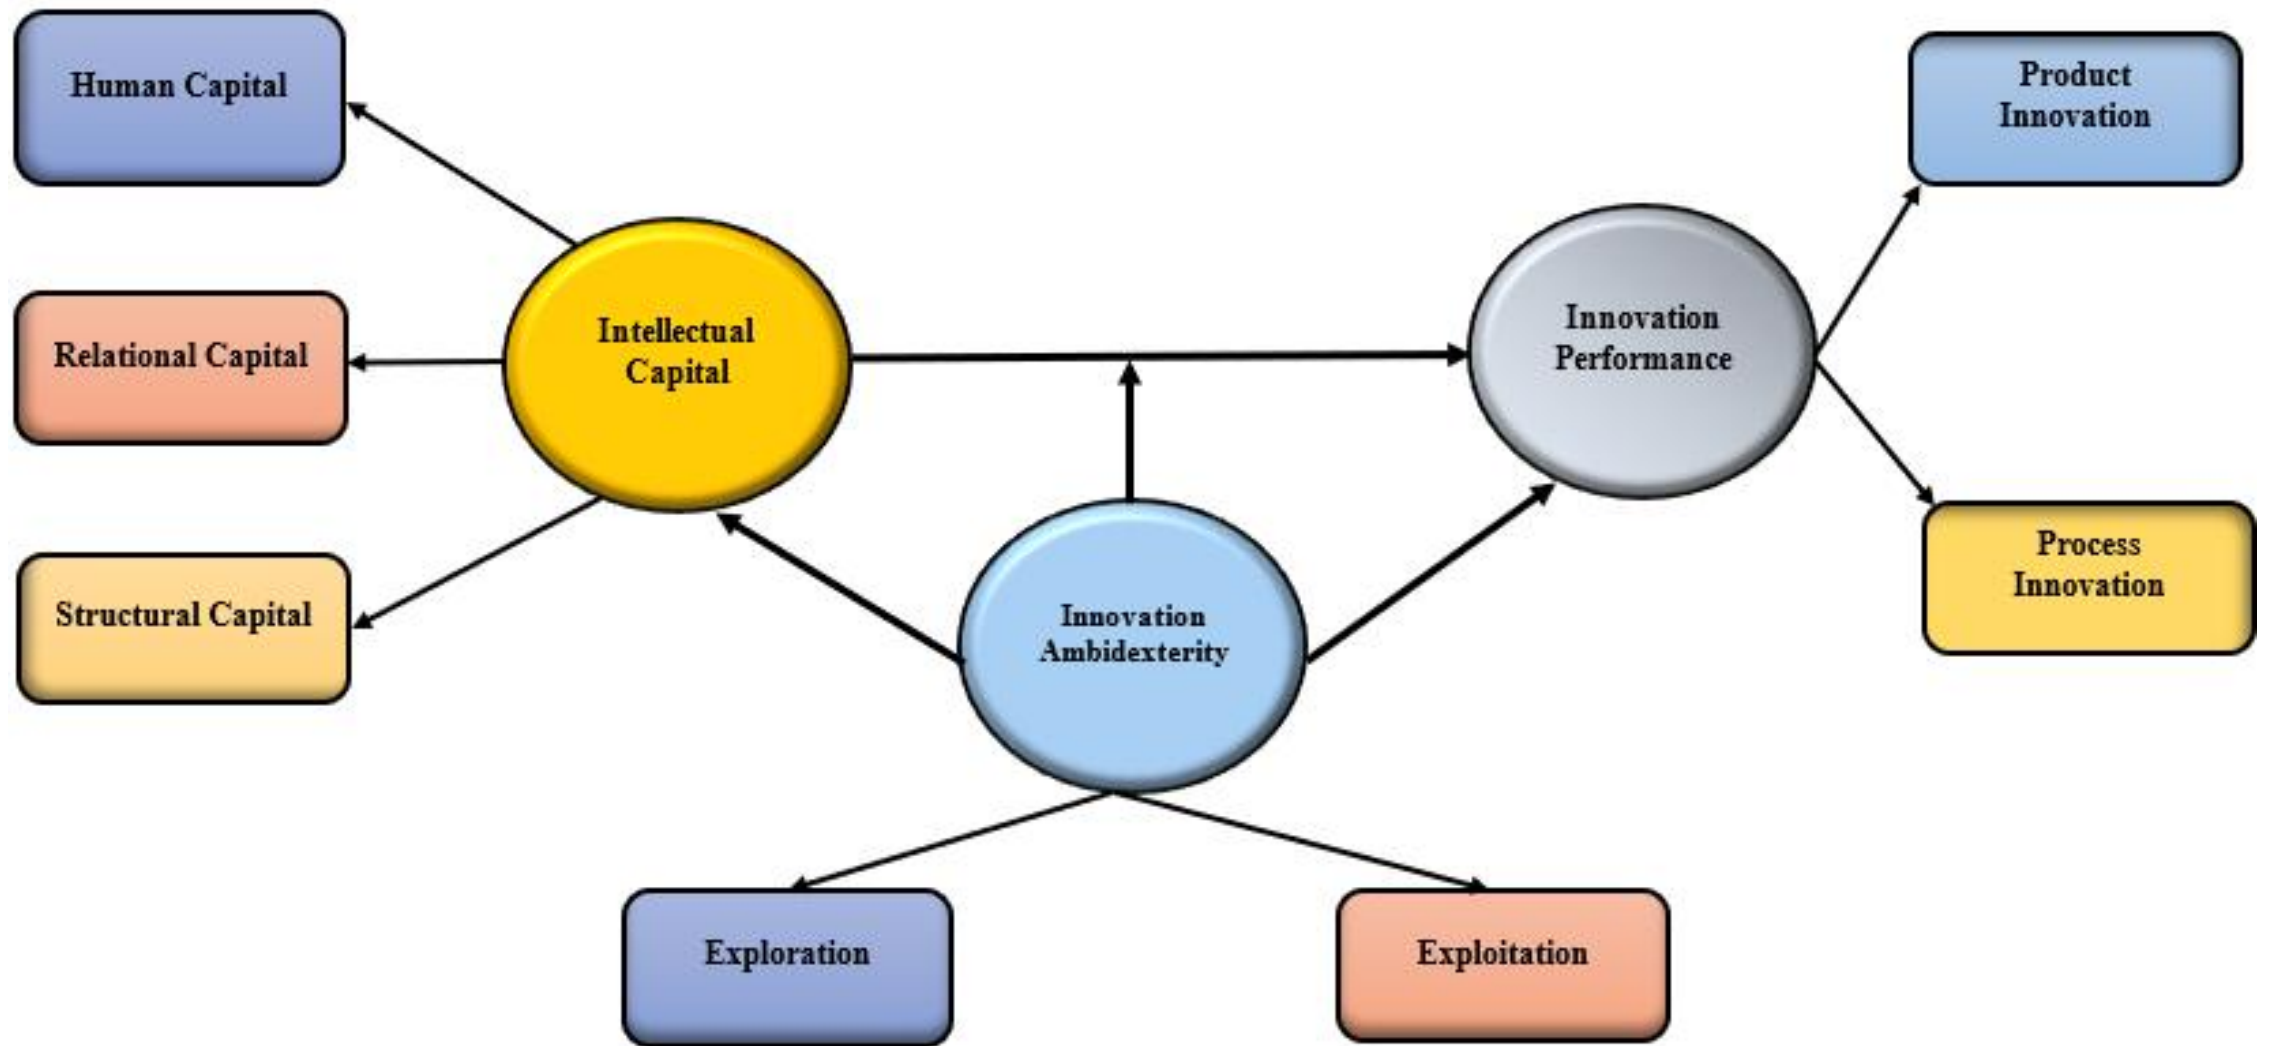 Human Capital
Product
Innovation
Relational Capital
Intellectual
Capital
Innovation
Performance
Structural Capital
Innovation
Ambidexterity
Process
Innovation
Exploration
Exploitation